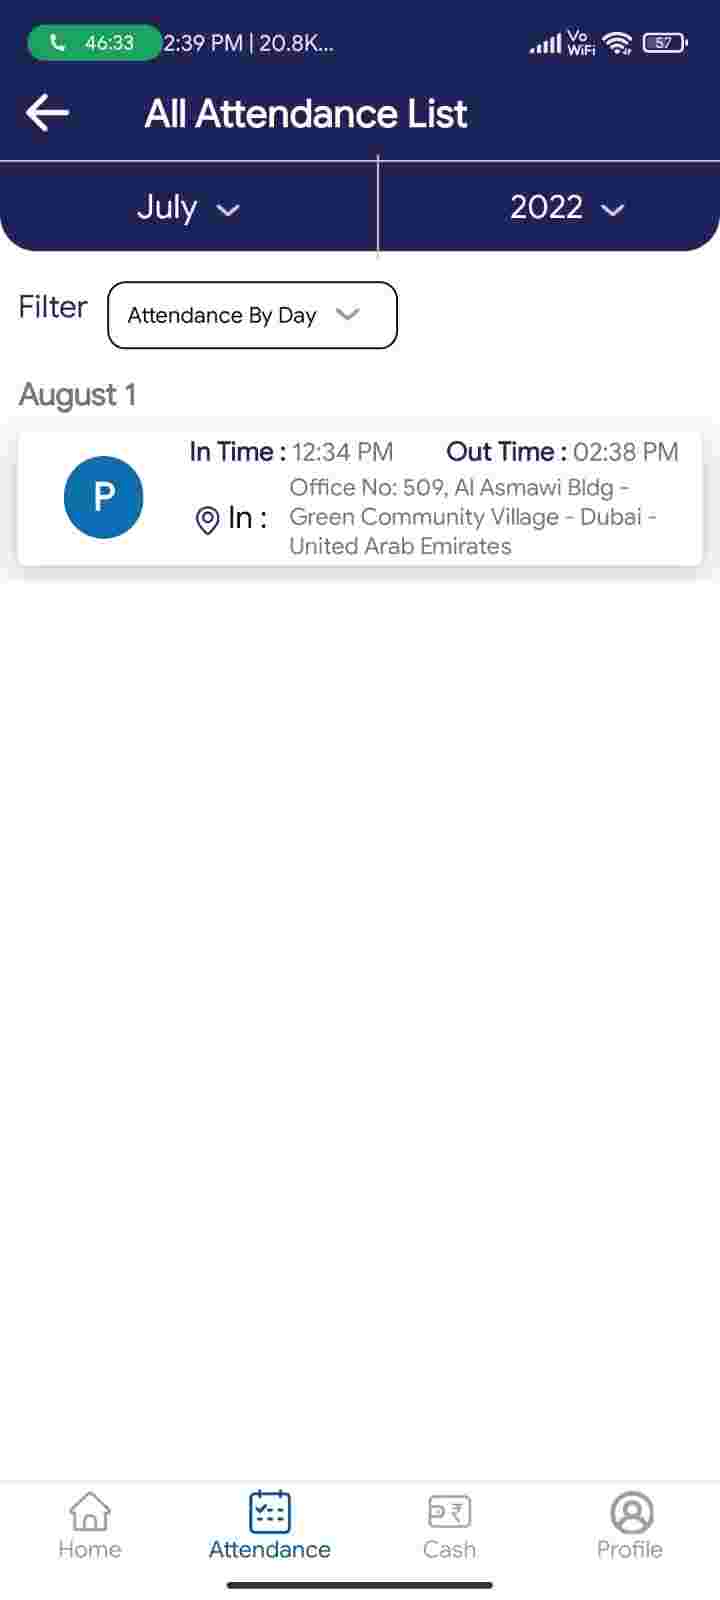 46:33 2:39 PM | 20.8K... Vo WiFi 57
All Attendance List
July 2022
Filter Attendance By Day
August 1
In Time : 12:34 PM Out Time : 02:38 PM
P
In : Office No: 509, Al Asmawi Bldg -
Green Community Village - Dubai -
United Arab Emirates
Home Attendance Cash Profile